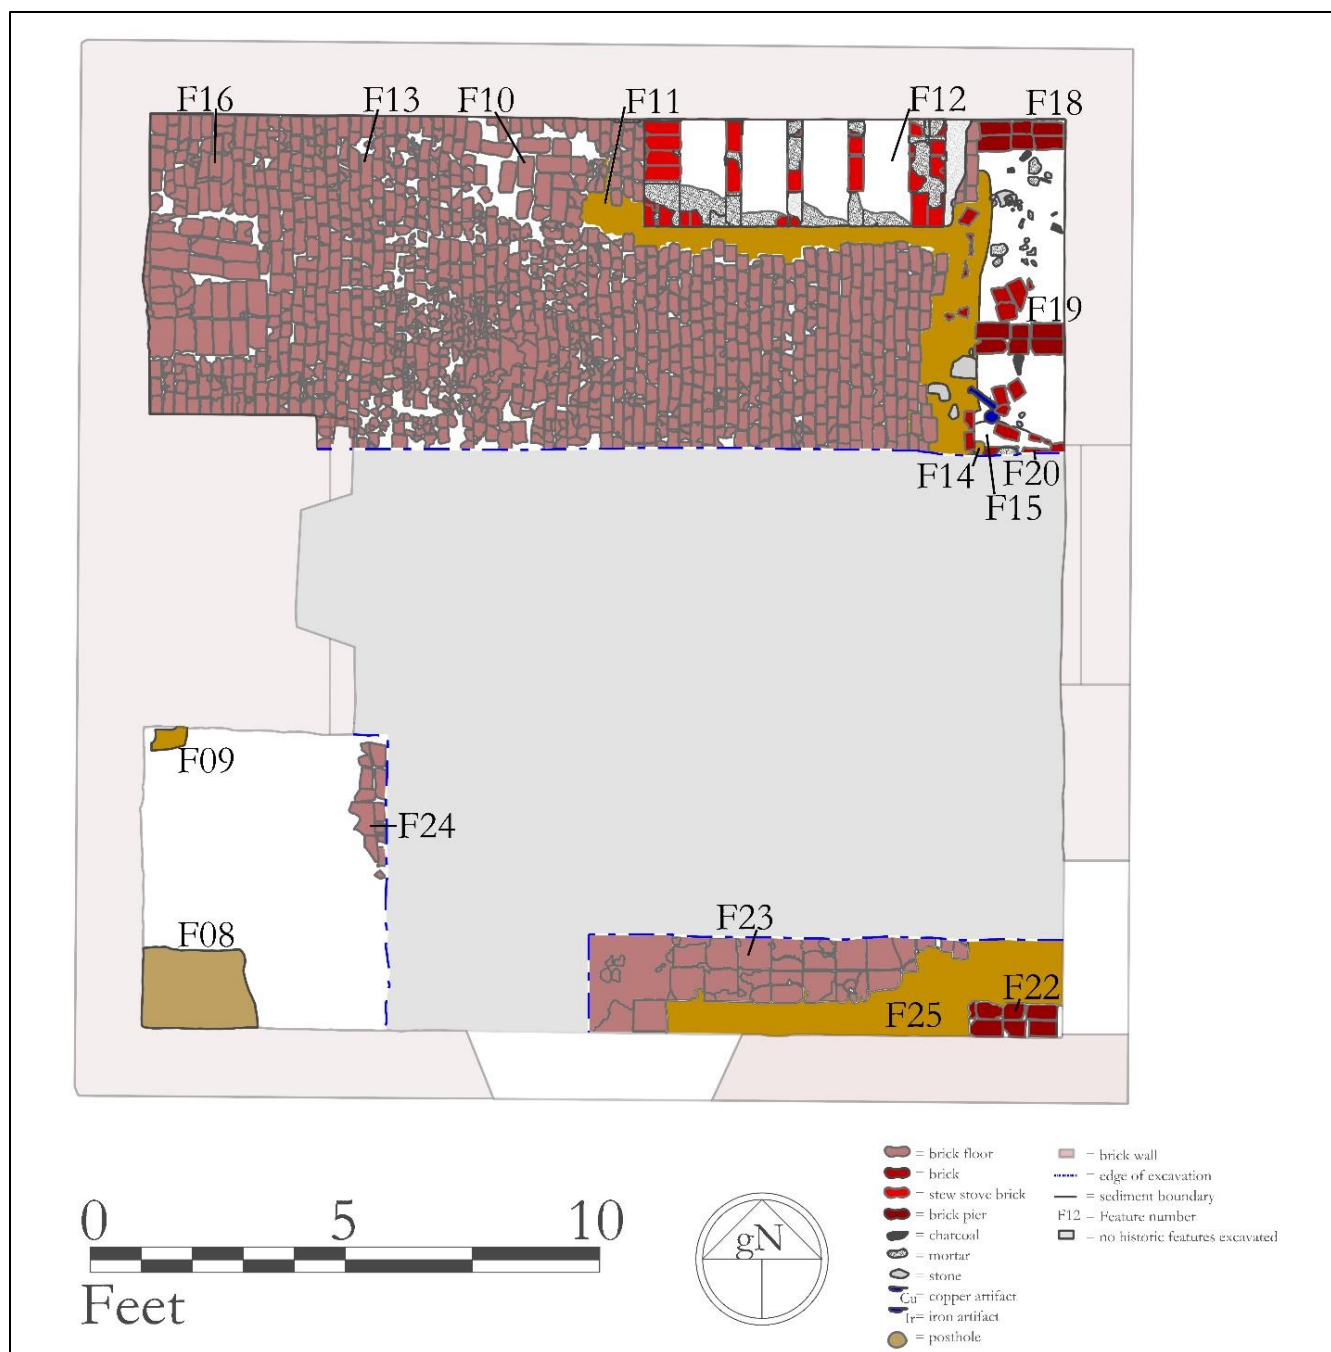 F16 F13 F10 F11 F12 F18
F19
F14 F20
F15
F09
F24
F08
F23
F22
F25
0 5 10
Feet
gN
= brick floor
= brick
= stew stove brick
= brick pier
= charcoal
= mortar
= stone
Cu= copper artifact
Ir= iron artifact
= posthole
= brick wall
= edge of excavation
= sediment boundary
F12 = Feature number
= no historic features excavated